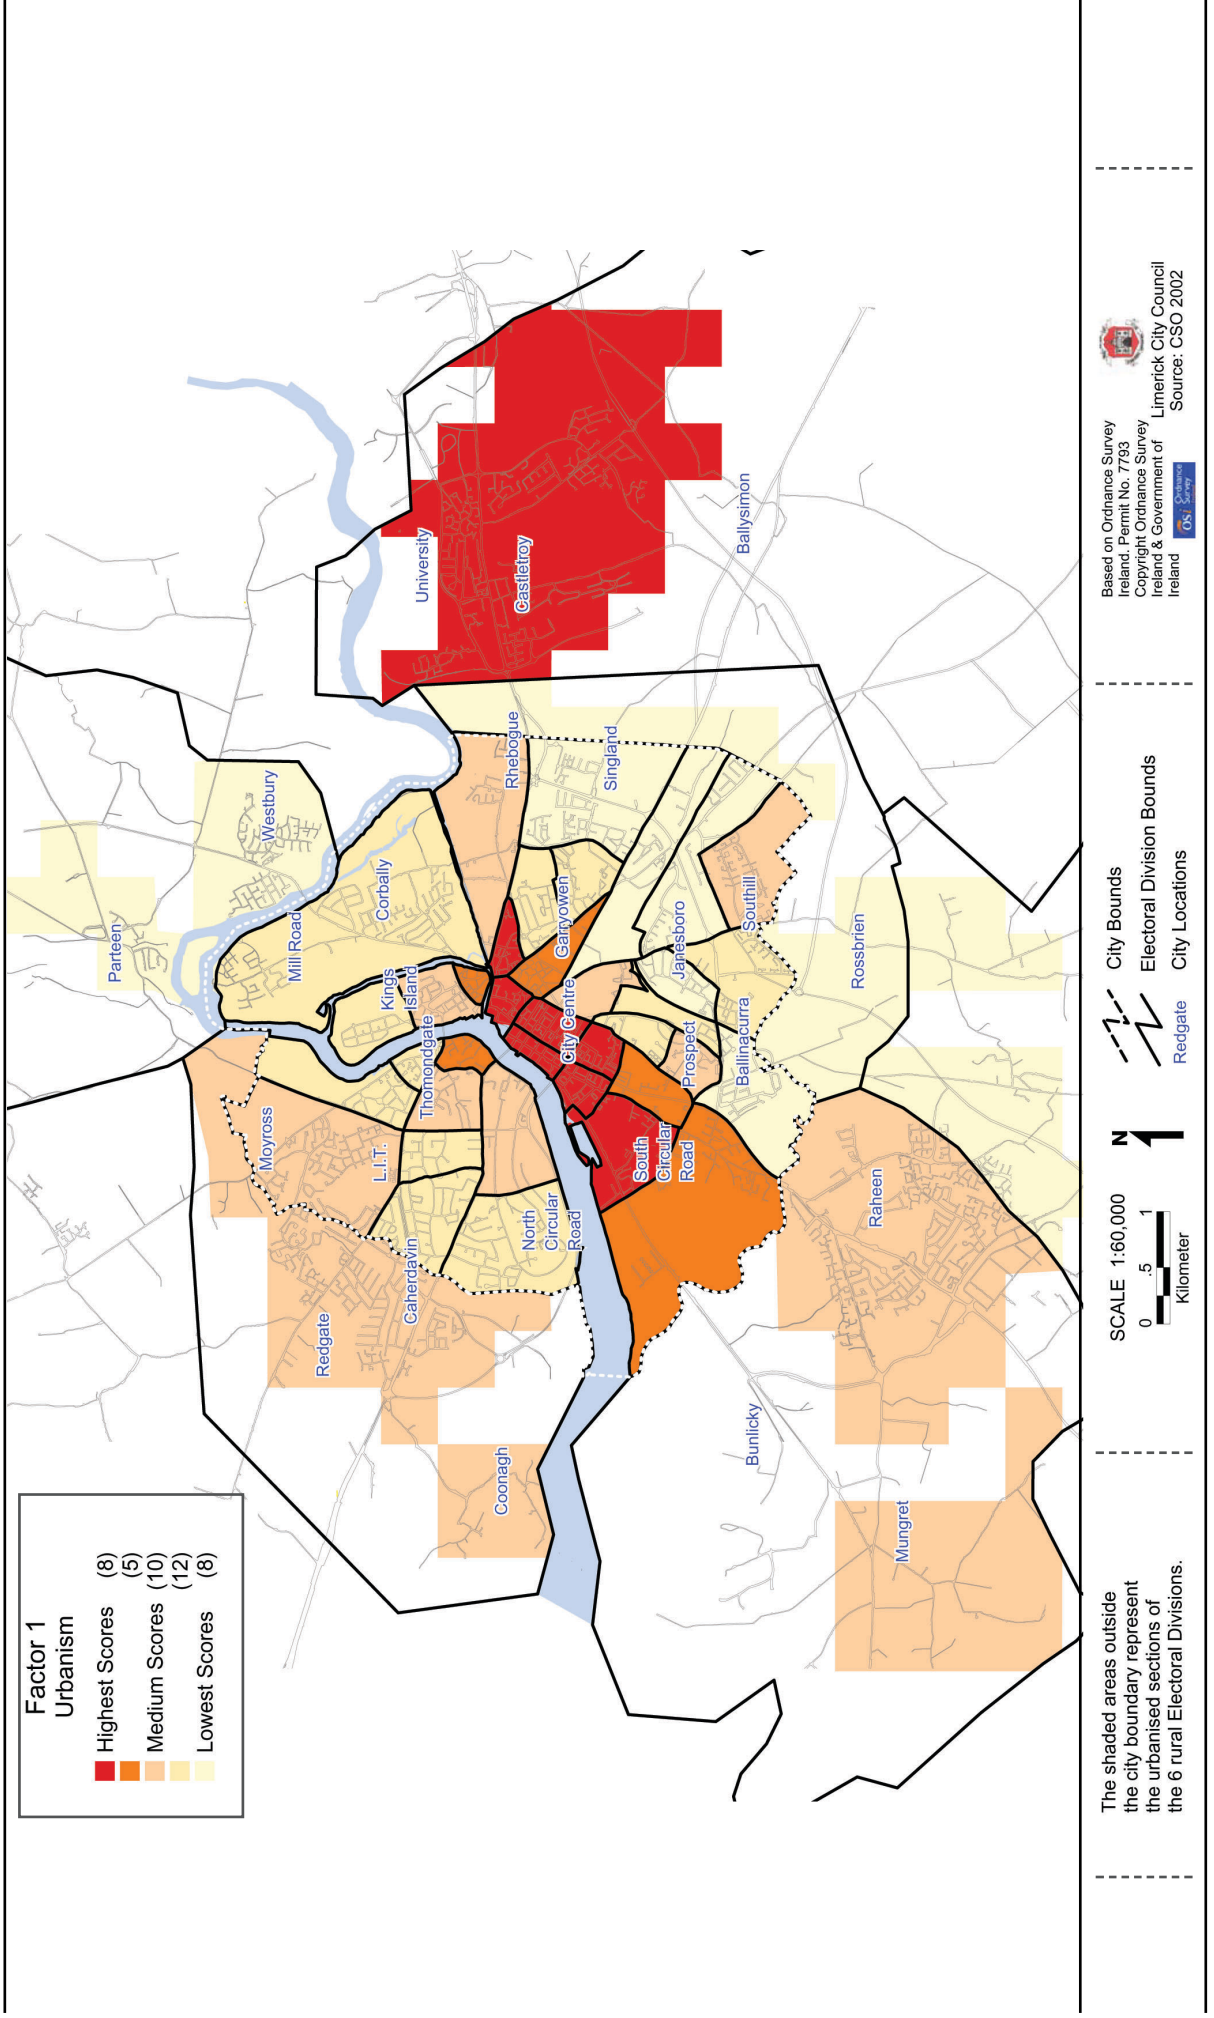 Factor 1
Urbanism
Highest Scores (8)
(5)
Medium Scores (10)
(12)
Lowest Scores (8)
Parteen
Westbury
Mill Road
Corbally
Kings
Island
Moyross
Thomondgate
L.I.T.
Redgate
Caherdavin
North
Circular
Road
Coonagh
University
Castletroy
Rhebogue
Singland
Ballysimon
Garryowen
City Centre
Janesboro
Southill
Prospect
Ballinacurra
Rossbrien
South
Circular
Road
Raheen
Bunlicky
Mungret
The shaded areas outside
the city boundary represent
the urbanised sections of
the 6 rural Electoral Divisions.
SCALE 1:60,000
0 .5 1
Kilometer
N
City Bounds
Electoral Division Bounds
Redgate City Locations
Based on Ordnance Survey
Ireland. Permit No. 7793
Copyright Ordnance Survey
Ireland & Government of
Ireland
OSi Ordnance
Survey
Limerick City Council
Source: CSO 2002